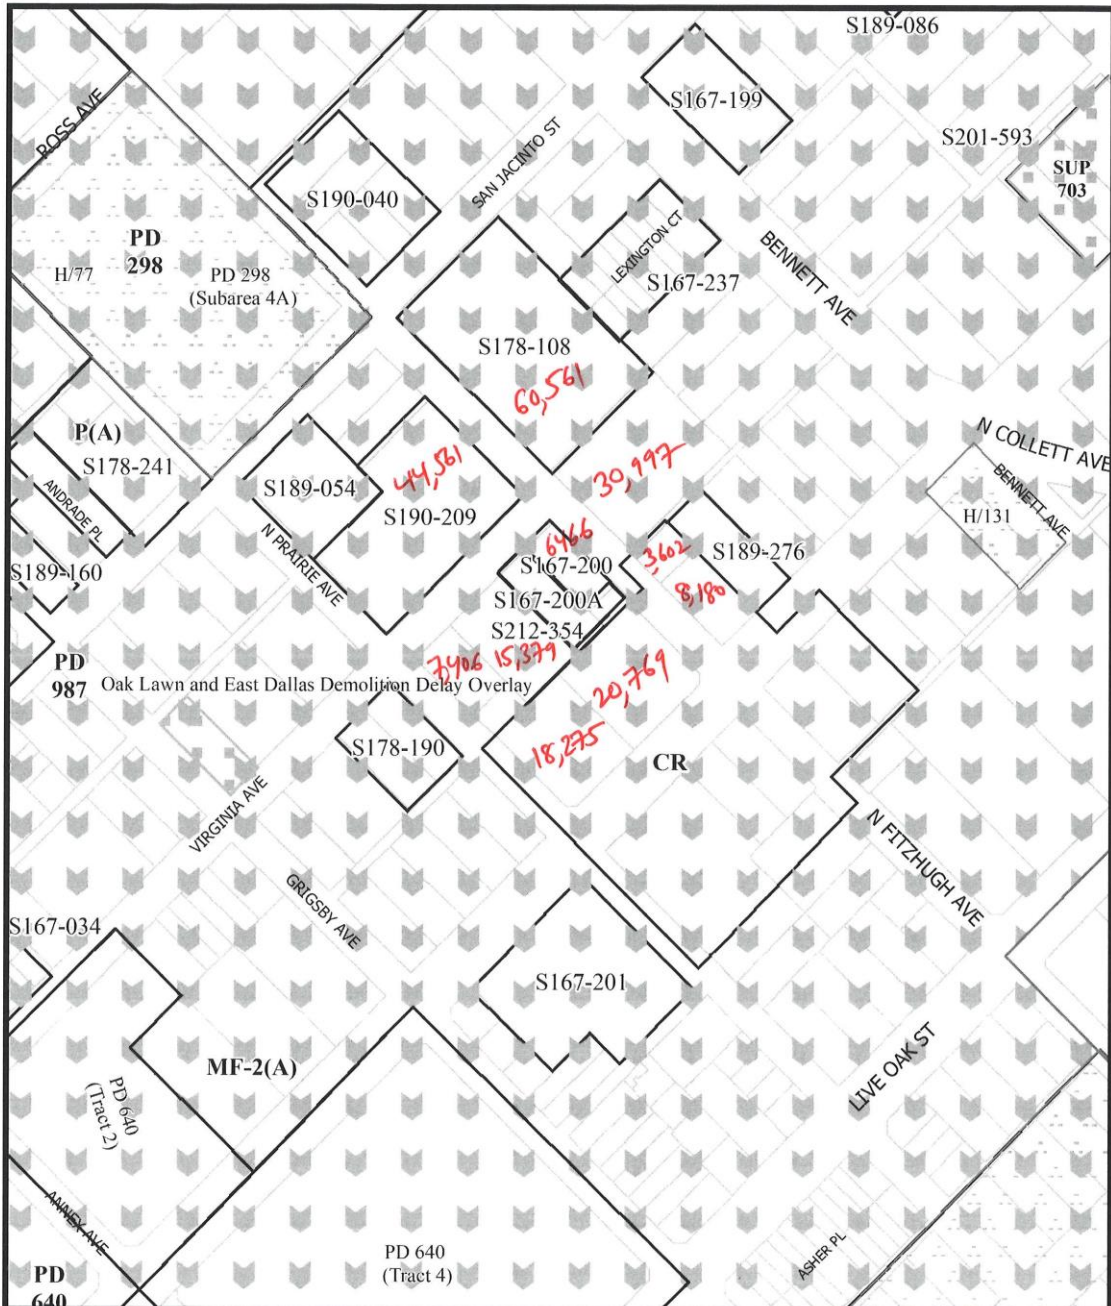 S189-086
S167-199
ROSS AVE
S201-593
SAN JACINTO ST
SUP
703
S190-040
LEXINGTON CT
PD
298
BENNETT AVE
H/77
PD 298
(Subarea 4A)
S167-237
S178-108
60,561
P(A)
S178-241
N COLLETT AVE
44,561
30,997
ANDRADE PL
S189-054
BENNETT AVE
S190-209
H/131
N PRAIRIE AVE
6466
S167-200
3,602
S189-276
S189-160
8,180
S167-200A
S212-354
7,406 15,379
PD
987
Oak Lawn and East Dallas Demolition Delay Overlay
20,769
18,275
S178-190
CR
VIRGINIA AVE
N FITZHUGH AVE
GRIGSBY AVE
S167-034
S167-201
MF-2(A)
LIVE OAK ST
PD 640
(Tract 2)
ANNEX AVE
PD 640
(Tract 4)
ASHER PL
PD
640